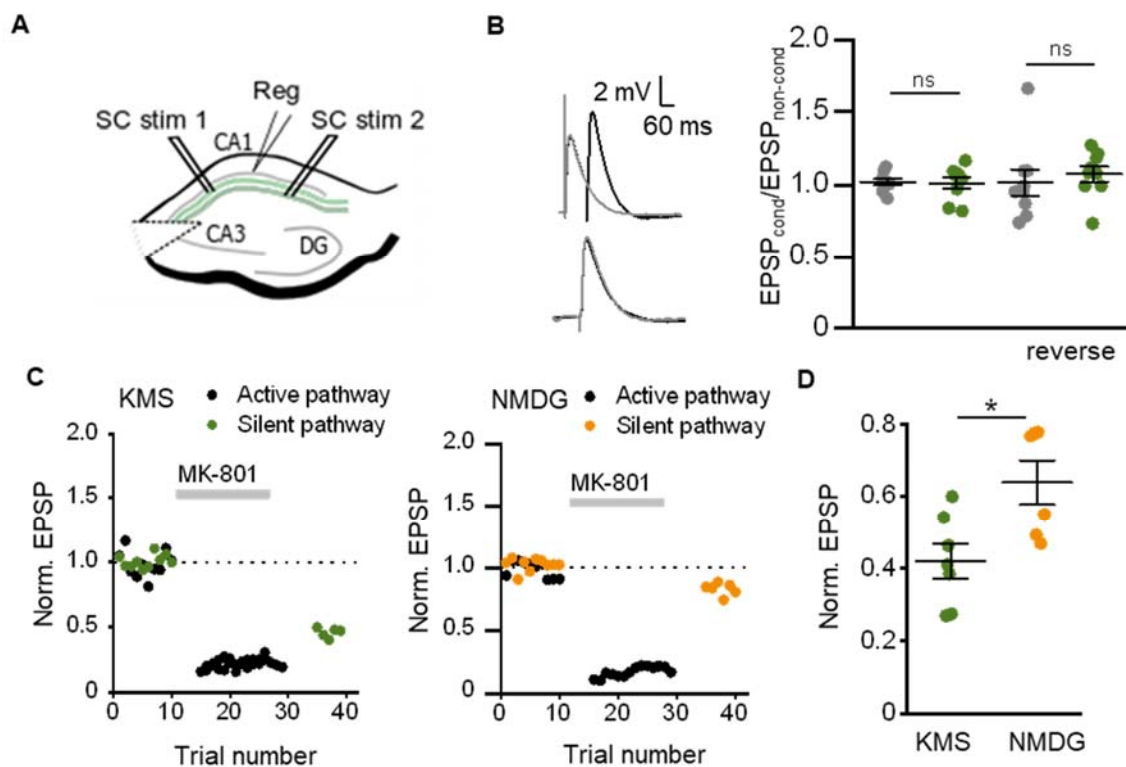 A
Reg
SC stim 1
SC stim 2
CA1
CA3
DG
B
2 mV
60 ms
EPSPcond/EPSPnon-cond
2.0
1.5
1.0
0.5
0
ns
ns
reverse
C
KMS
Active pathway
Silent pathway
Norm. EPSP
2.0
1.5
1.0
0.5
0
MK-801
0 10 20 30 40
Trial number
NMDG
Active pathway
Silent pathway
Norm. EPSP
2.0
1.5
1.0
0.5
0
MK-801
0 10 20 30 40
Trial number
D
Norm. EPSP
0.8
0.6
0.4
0.2
0
*
KMS NMDG